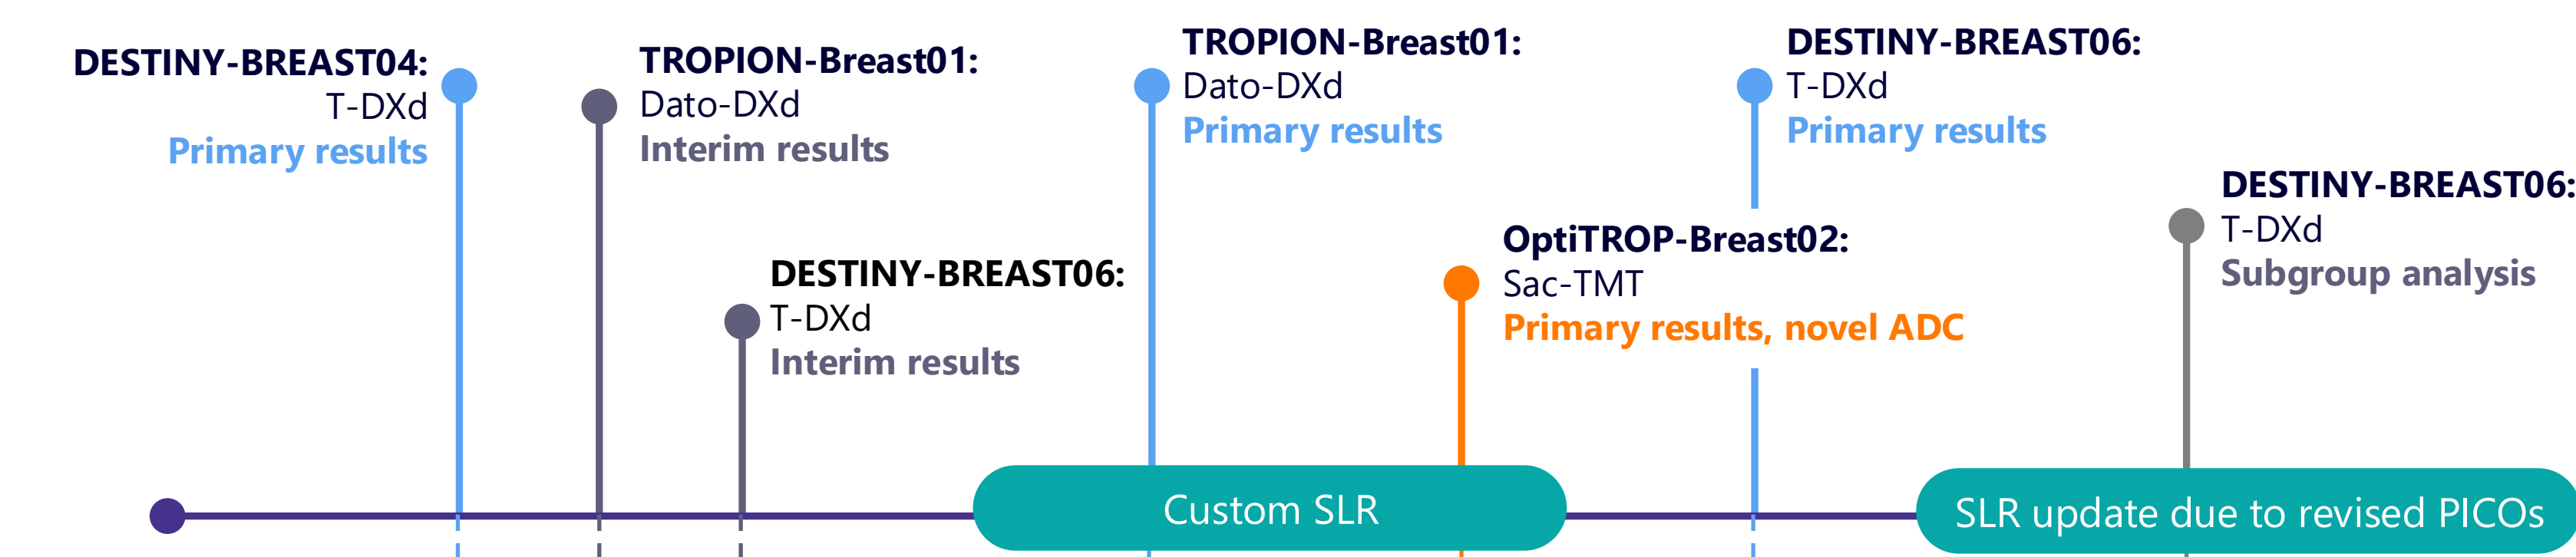 DESTINY-BREAST04:
T-DXd
Primary results
TROPION-Breast01:
Dato-DXd
Interim results
DESTINY-BREAST06:
T-DXd
Interim results
TROPION-Breast01:
Dato-DXd
Primary results
OptiTROP-Breast02:
Sac-TMT
Primary results, novel ADC
DESTINY-BREAST06:
T-DXd
Primary results
DESTINY-BREAST06:
T-DXd
Subgroup analysis
Custom SLR
SLR update due to revised PICOs